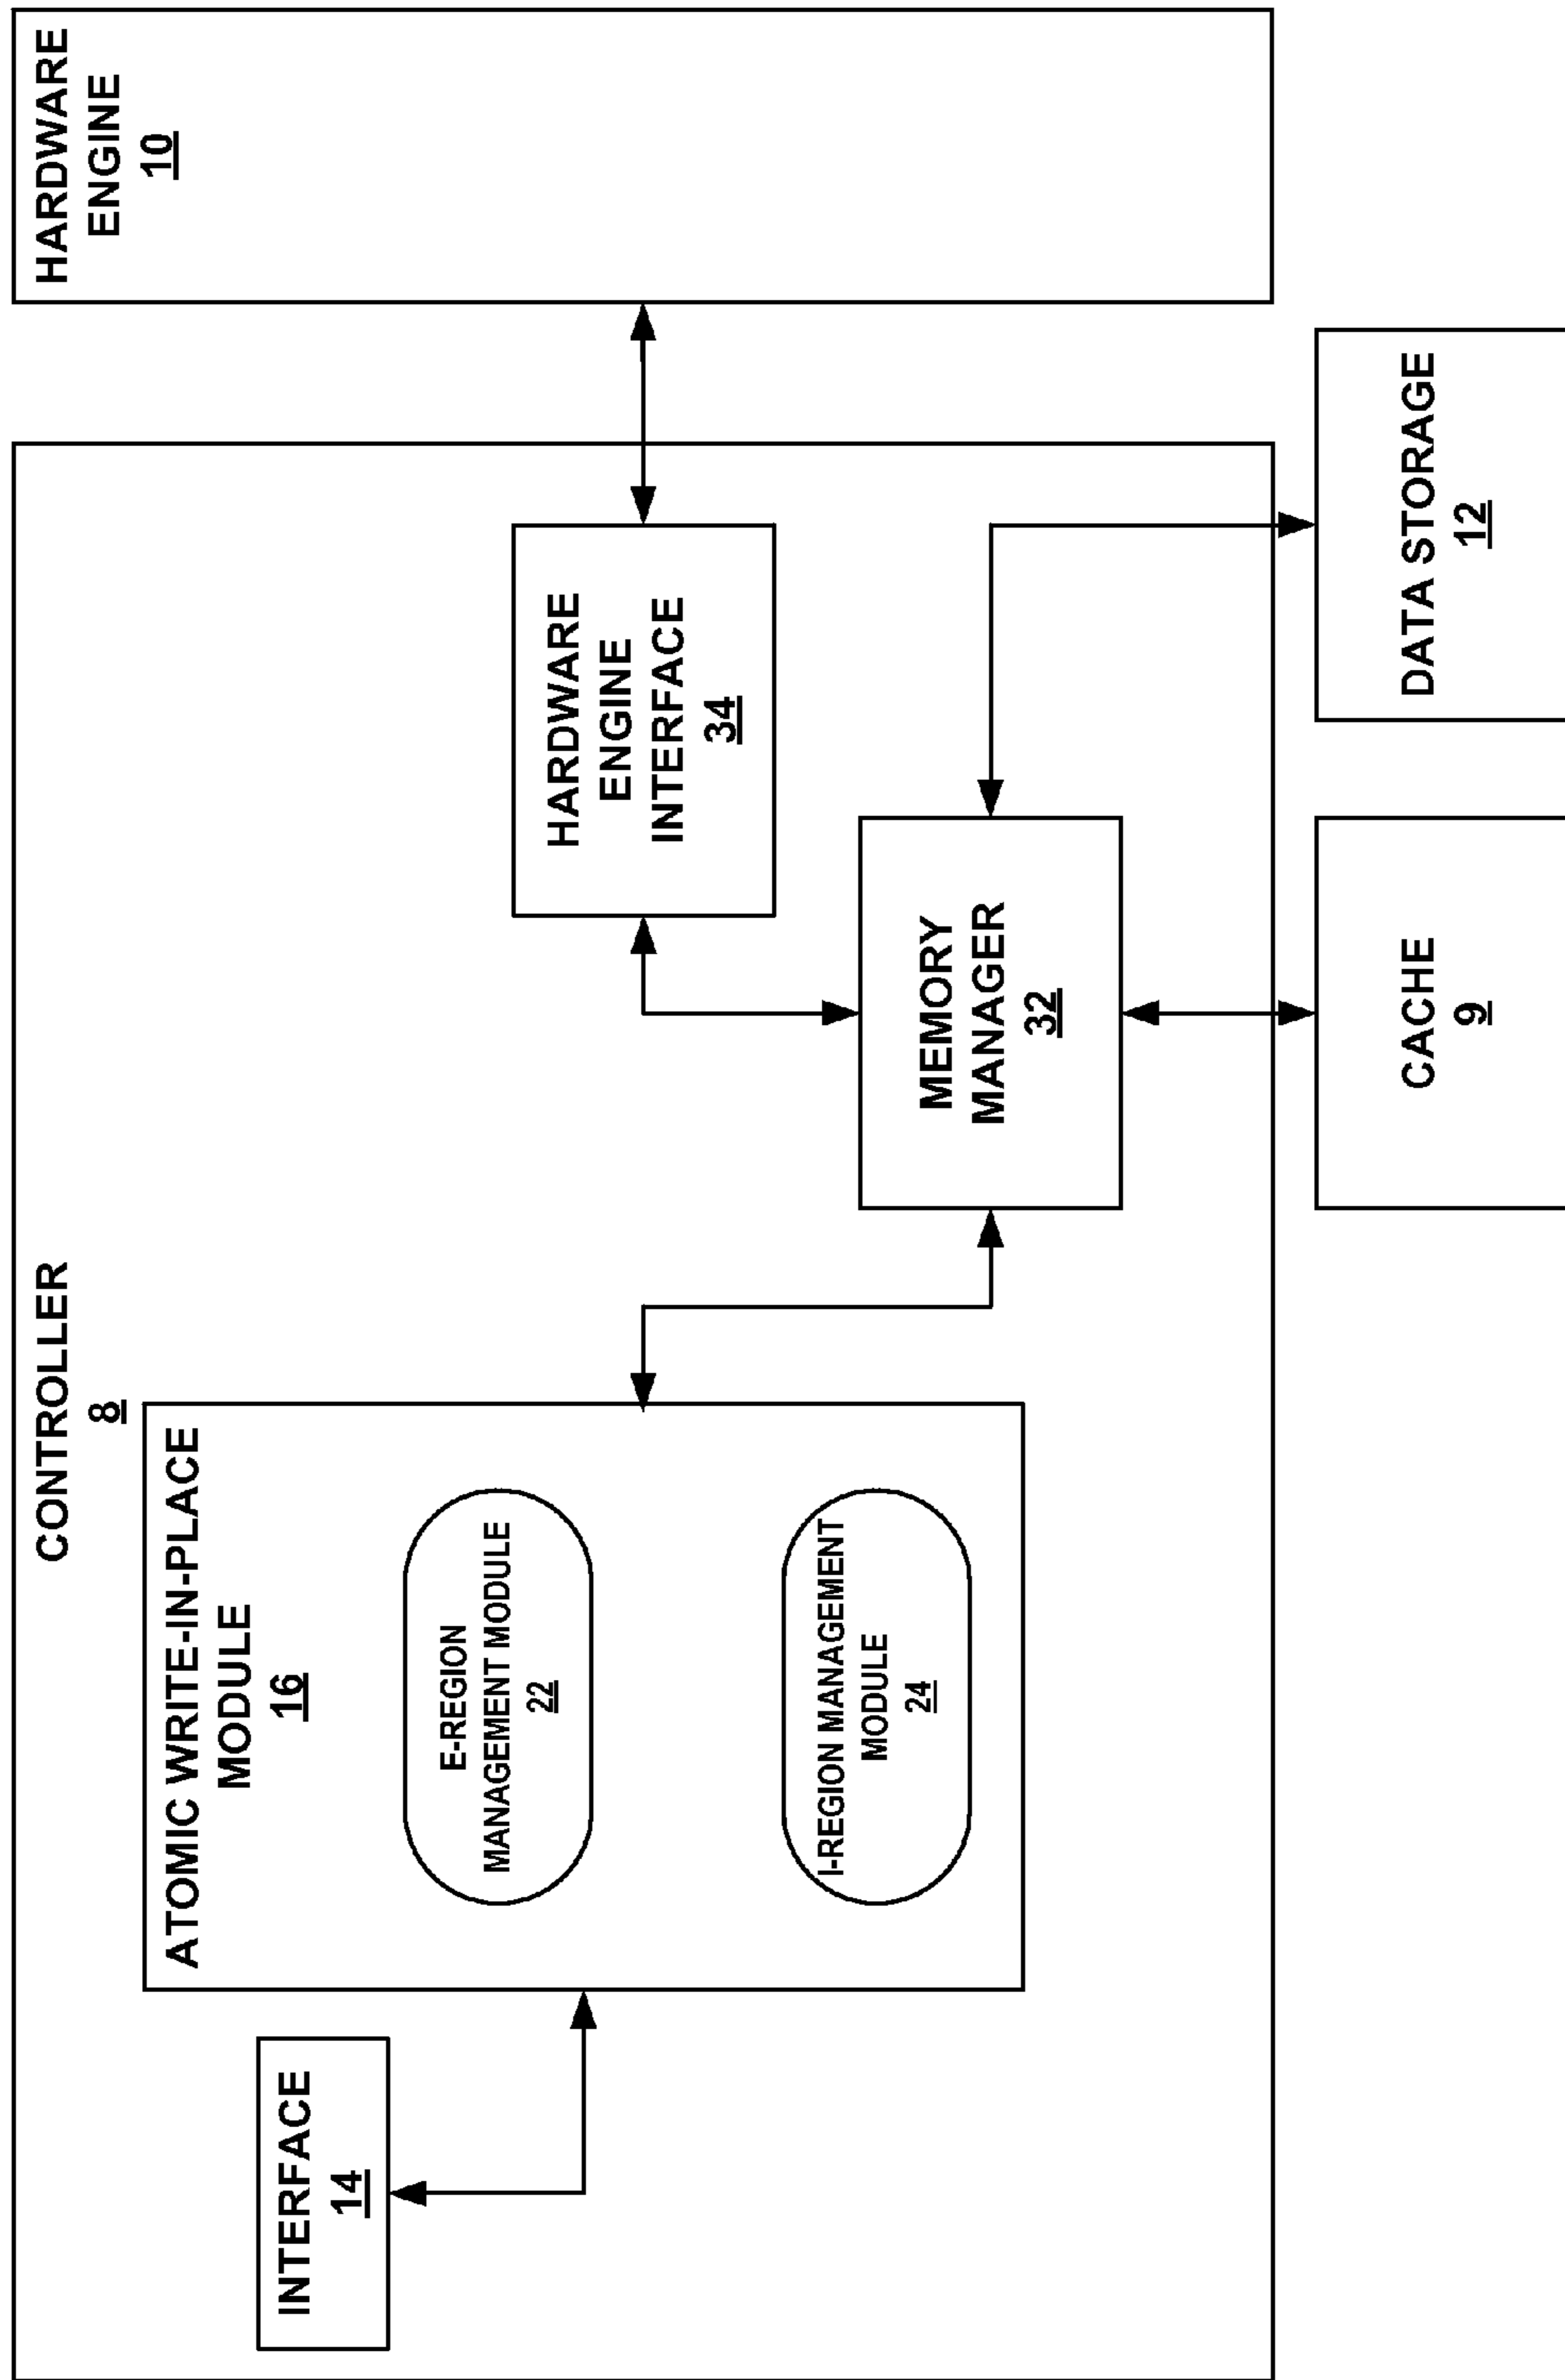 CONTROLLER
8
INTERFACE
14
ATOMIC WRITE-IN-PLACE
MODULE
16
E-REGION
MANAGEMENT MODULE
22
I-REGION MANAGEMENT
MODULE
24
MEMORY
MANAGER
32
HARDWARE
ENGINE
INTERFACE
34
HARDWARE
ENGINE
10
CACHE
9
DATA STORAGE
12